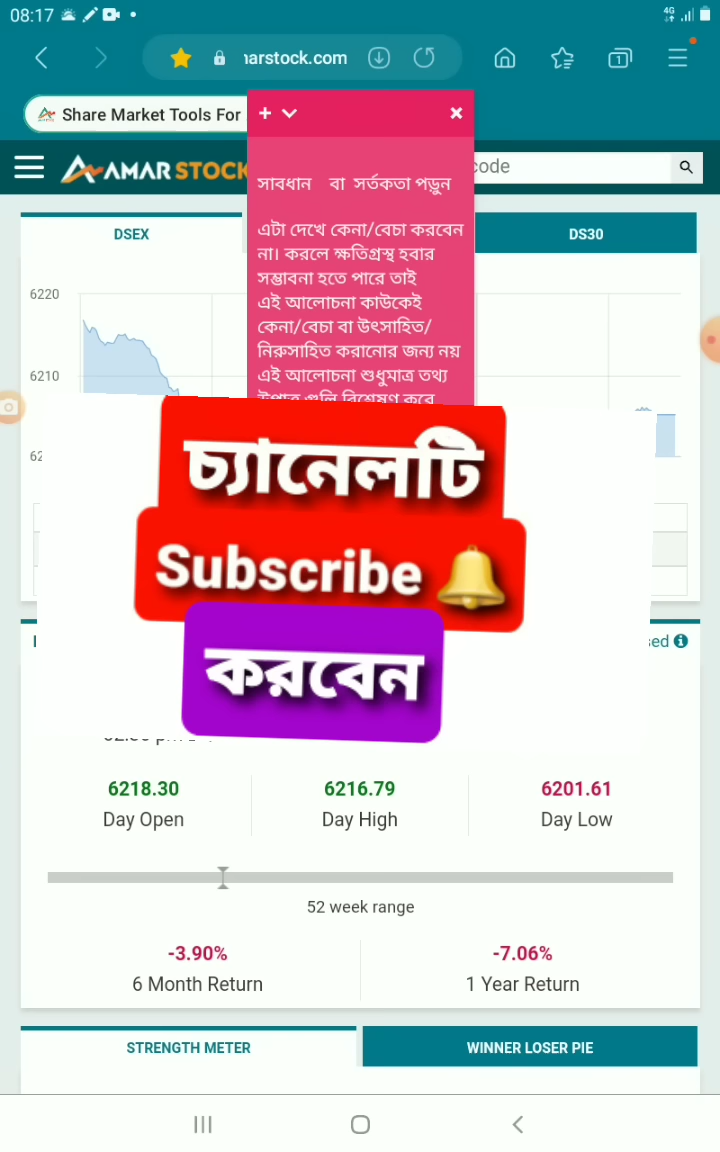 08:17
4G
narstock.com
1
Share Market Tools For
+
AMAR STOCK
code
সাবধান বা সর্তকতা পড়ুন
এটা দেখে কেনা/বেচা করবেন
না। করলে ক্ষতিগ্রস্থ হবার
সম্ভাবনা হতে পারে তাই
এই আলোচনা কাউকেই
কেনা/বেচা বা উৎসাহিত/
নিরুসাহিত করানোর জন্য নয়
এই আলোচনা শুধুমাত্র তথ্য
DSEX
DS30
6220
6210
চ্যানেলটি
Subscribe
করবেন
6218.30
6216.79
6201.61
Day Open
Day High
Day Low
52 week range
-3.90%
-7.06%
6 Month Return
1 Year Return
STRENGTH METER
WINNER LOSER PIE